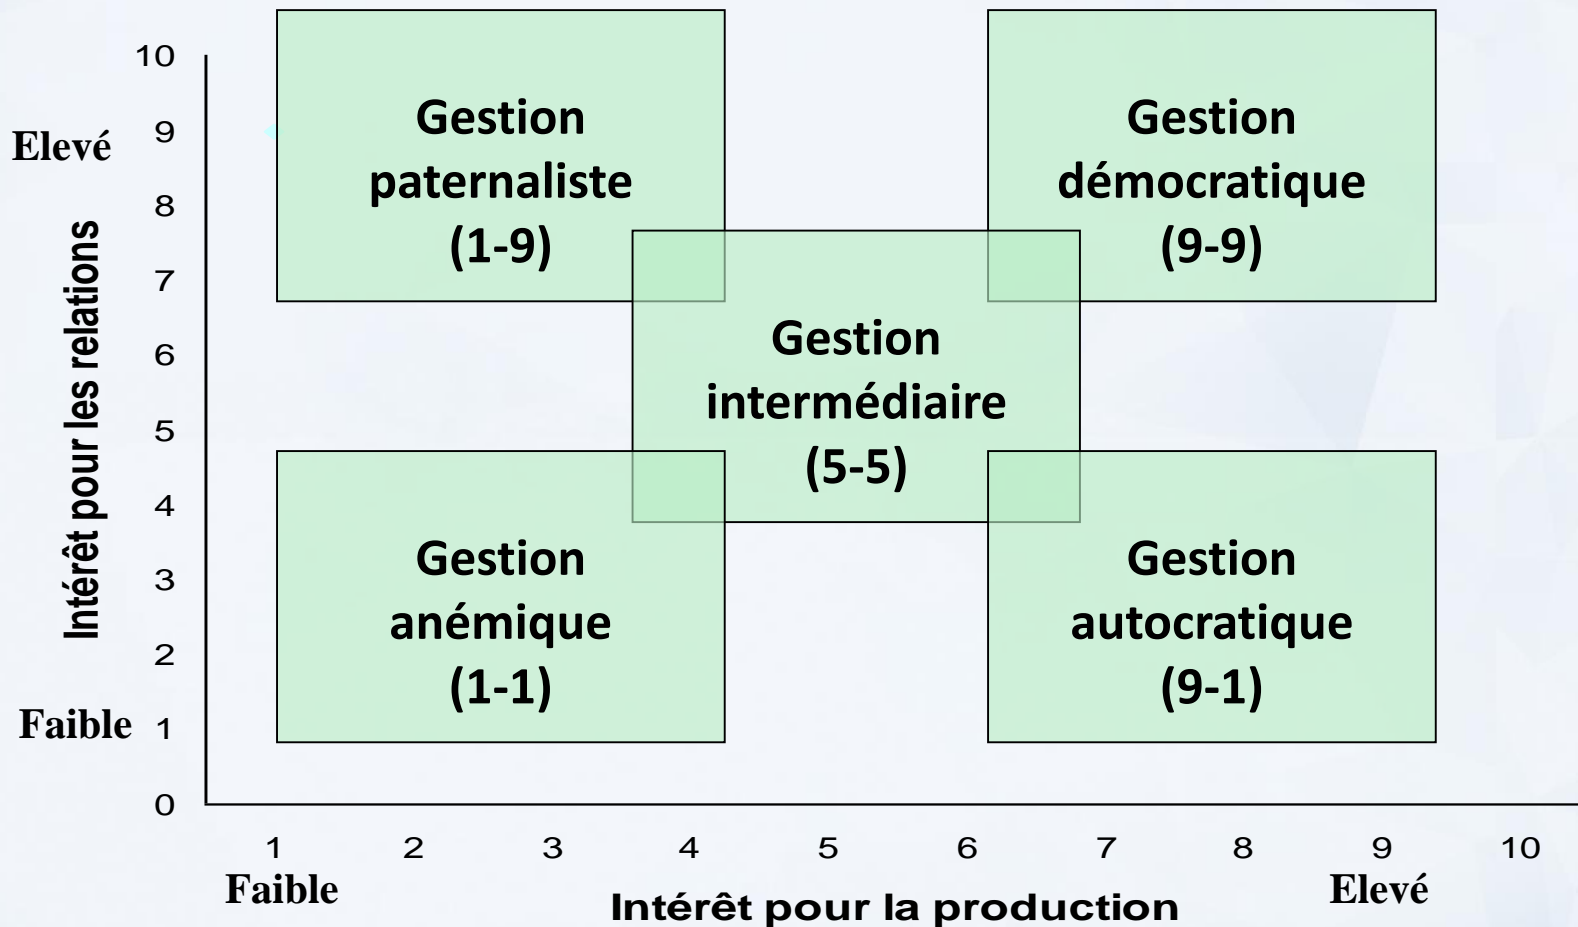 10
9
8
7
6
5
4
3
2
1
0
Elevé
Faible
Intérêt pour les relations
Gestion
paternaliste
(1-9)
Gestion
démocratique
(9-9)
Gestion
intermédiaire
(5-5)
Gestion
anémique
(1-1)
Gestion
autocratique
(9-1)
1 2 3 4 5 6 7 8 9 10
Faible
Elevé
Intérêt pour la production